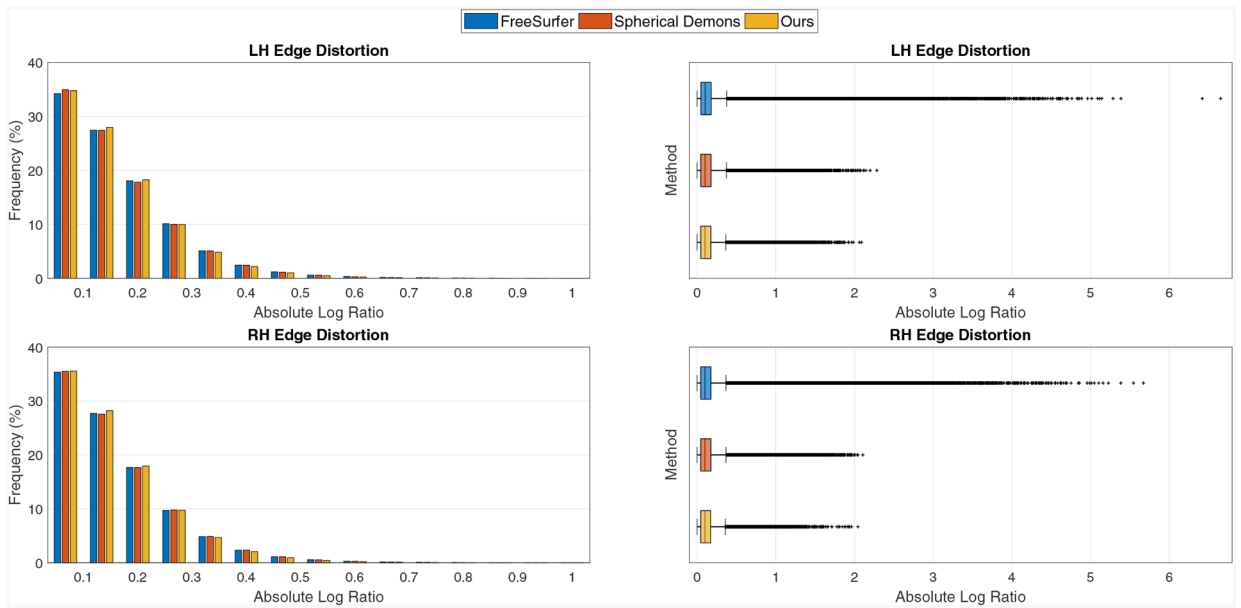 FreeSurfer Spherical Demons Ours
LH Edge Distortion
40
30
20
10
0
Frequency (%)
0.1 0.2 0.3 0.4 0.5 0.6 0.7 0.8 0.9 1
Absolute Log Ratio
LH Edge Distortion
Method
0 1 2 3 4 5 6
Absolute Log Ratio
RH Edge Distortion
40
30
20
10
0
Frequency (%)
0.1 0.2 0.3 0.4 0.5 0.6 0.7 0.8 0.9 1
Absolute Log Ratio
RH Edge Distortion
Method
0 1 2 3 4 5 6
Absolute Log Ratio